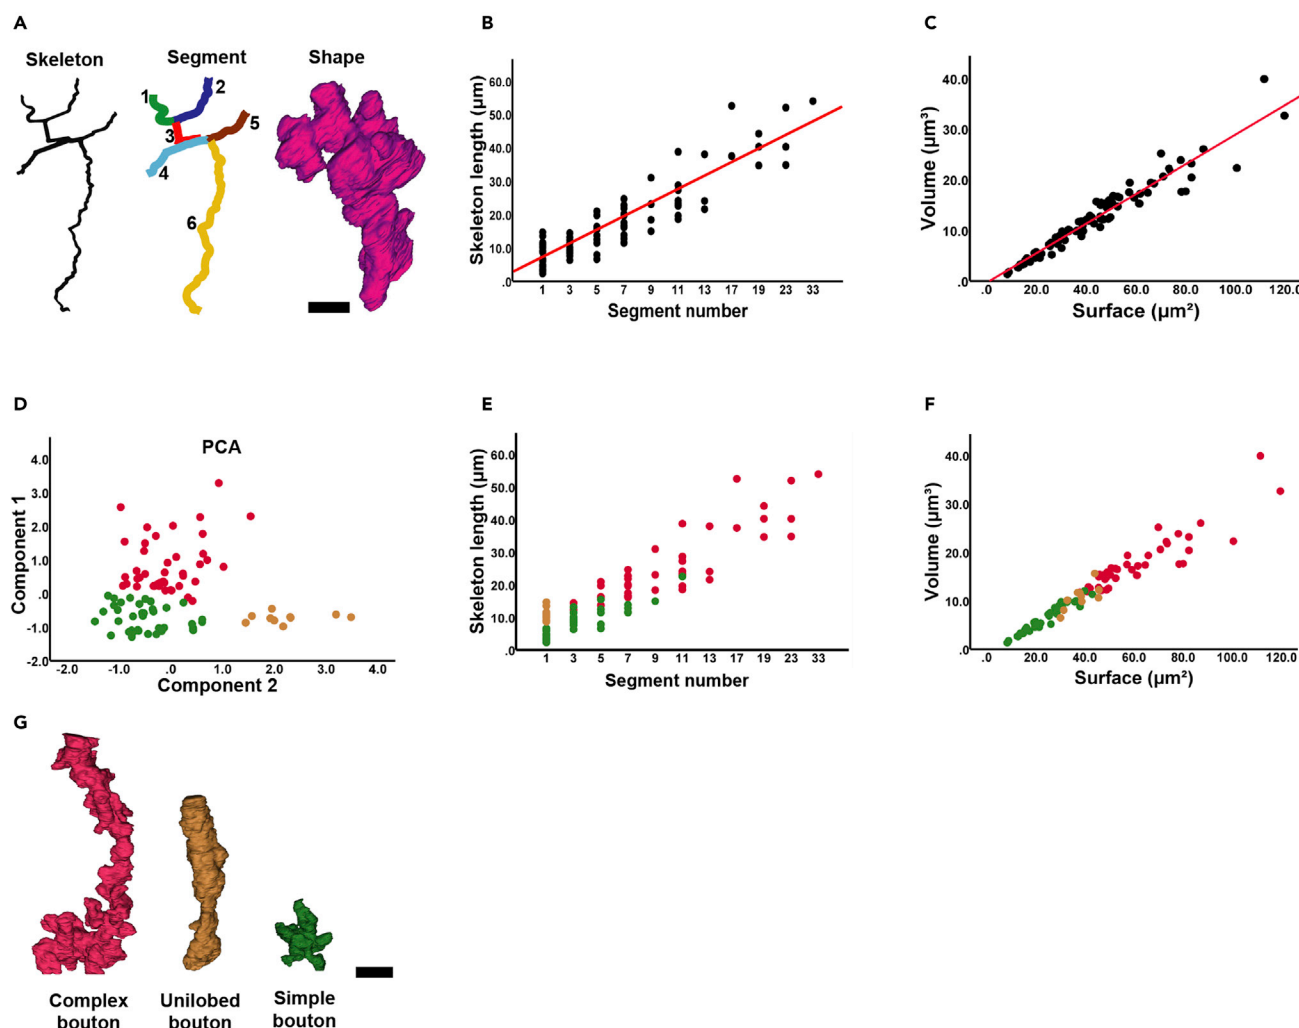 A
Skeleton
Segment
Shape
1
2
3
4
5
6
B
Skeleton length (µm)
60.0
50.0
40.0
30.0
20.0
10.0
.0
1 3 5 7 9 11 13 17 19 23 33
Segment number
C
Volume (µm³)
40.0
30.0
20.0
10.0
.0
.0 20.0 40.0 60.0 80.0 100.0 120.0
Surface (µm²)
D
PCA
Component 1
4.0
3.0
2.0
1.0
.0
-1.0
-2.0
-2.0 -1.0 .0 1.0 2.0 3.0 4.0
Component 2
E
Skeleton length (µm)
60.0
50.0
40.0
30.0
20.0
10.0
.0
1 3 5 7 9 11 13 17 19 23 33
Segment number
F
Volume (µm³)
40.0
30.0
20.0
10.0
.0
.0 20.0 40.0 60.0 80.0 100.0 120.0
Surface (µm²)
G
Complex
bouton
Unilobed
bouton
Simple
bouton